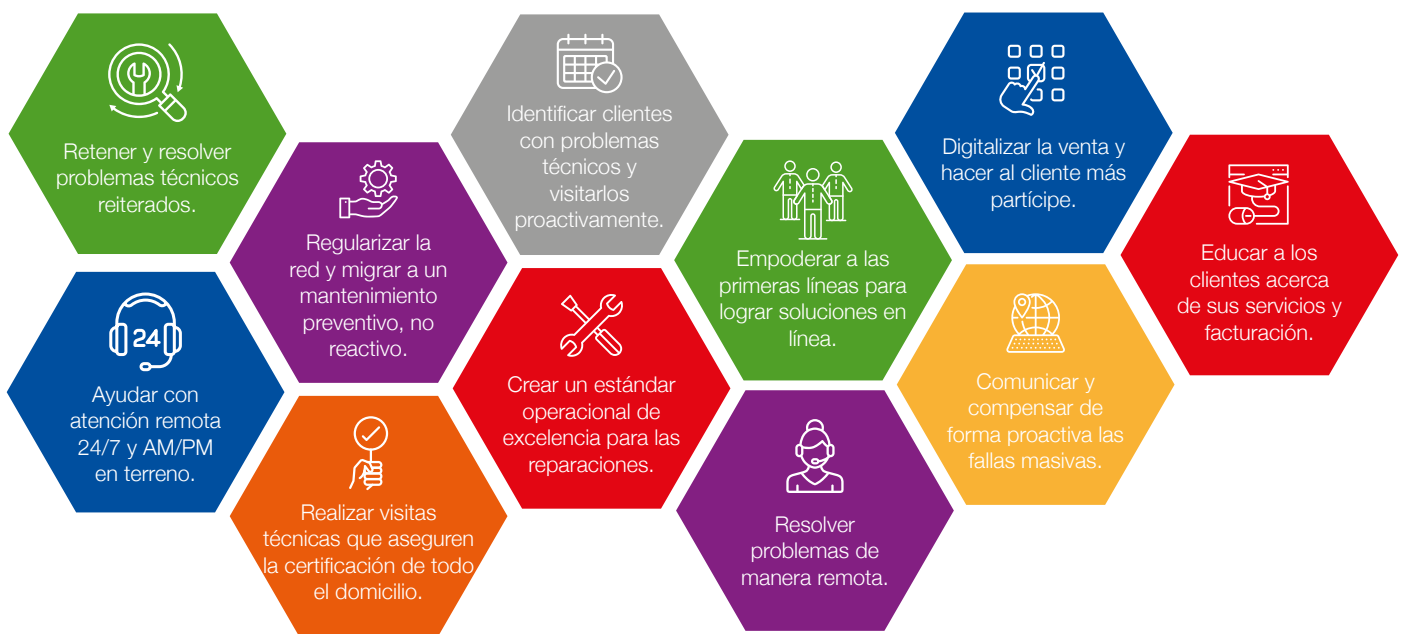 Retener y resolver
problemas técnicos
reiterados.
Ayudar con
atención remota
24/7 y AM/PM
en terreno.
24
Regularizar la
red y migrar a un
mantenimiento
preventivo, no
reactivo.
Realizar visitas
técnicas que aseguren
la certificación de todo
el domicilio.
Identificar clientes
con problemas
técnicos y
visitarlos
proactivamente.
Crear un estándar
operacional de
excelencia para las
reparaciones.
Empoderar a las
primeras líneas para
lograr soluciones en
línea.
Resolver
problemas de
manera remota.
Digitalizar la venta y
hacer al cliente más
partícipe.
Comunicar y
compensar de
forma proactiva las
fallas masivas.
Educar a los
clientes acerca
de sus servicios y
facturación.